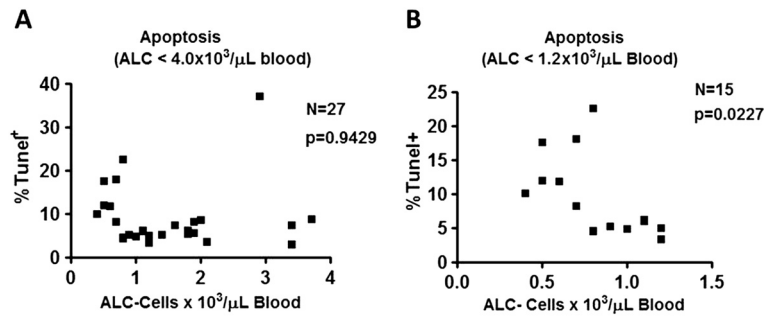 A
Apoptosis
(ALC < 4.0x10³/µL blood)
40
30
20
10
0
% Tunel⁺
N=27
p=0.9429
0 1 2 3 4
ALC-Cells x 10³/µL Blood
B
Apoptosis
(ALC < 1.2x10³/µL Blood)
25
20
15
10
5
0
%Tunel+
N=15
p=0.0227
0.0 0.5 1.0 1.5
ALC- Cells x 10³/µL Blood